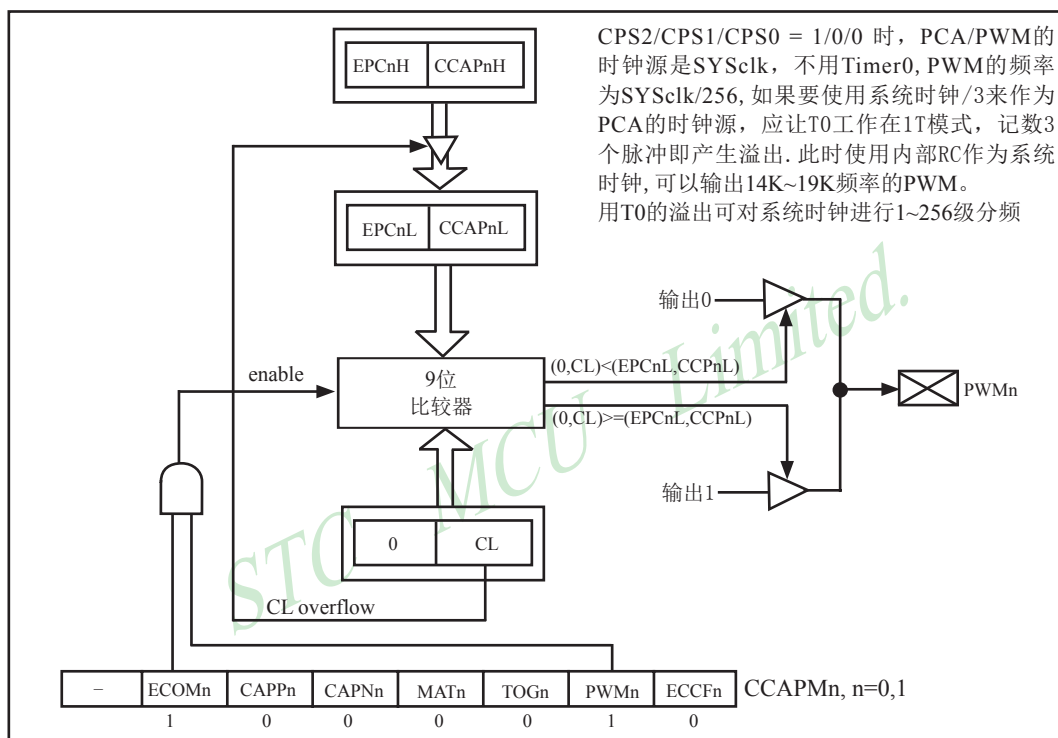 CPS2/CPS1/CPS0 = 1/0/0 时，PCA/PWM的
时钟源是SYSclk，不用Timer0, PWM的频率
为SYSclk/256, 如果要使用系统时钟/3来作为
PCA的时钟源，应让T0工作在1T模式，记数3
个脉冲即产生溢出. 此时使用内部RC作为系统
时钟, 可以输出14K~19K频率的PWM。
用T0的溢出可对系统时钟进行1~256级分频
EPCnH CCAPnH
EPCnL CCAPnL
输出0
enable
9位
比较器
(0,CL)<(EPCnL,CCPnL)
(0,CL)>=(EPCnL,CCPnL)
PWMn
输出1
0 CL
CL overflow
STC MCU Limited.
– ECOMn CAPPn CAPNn MATn TOGn PWMn ECCFn CCAPMn, n=0,1
1 0 0 0 0 1 0